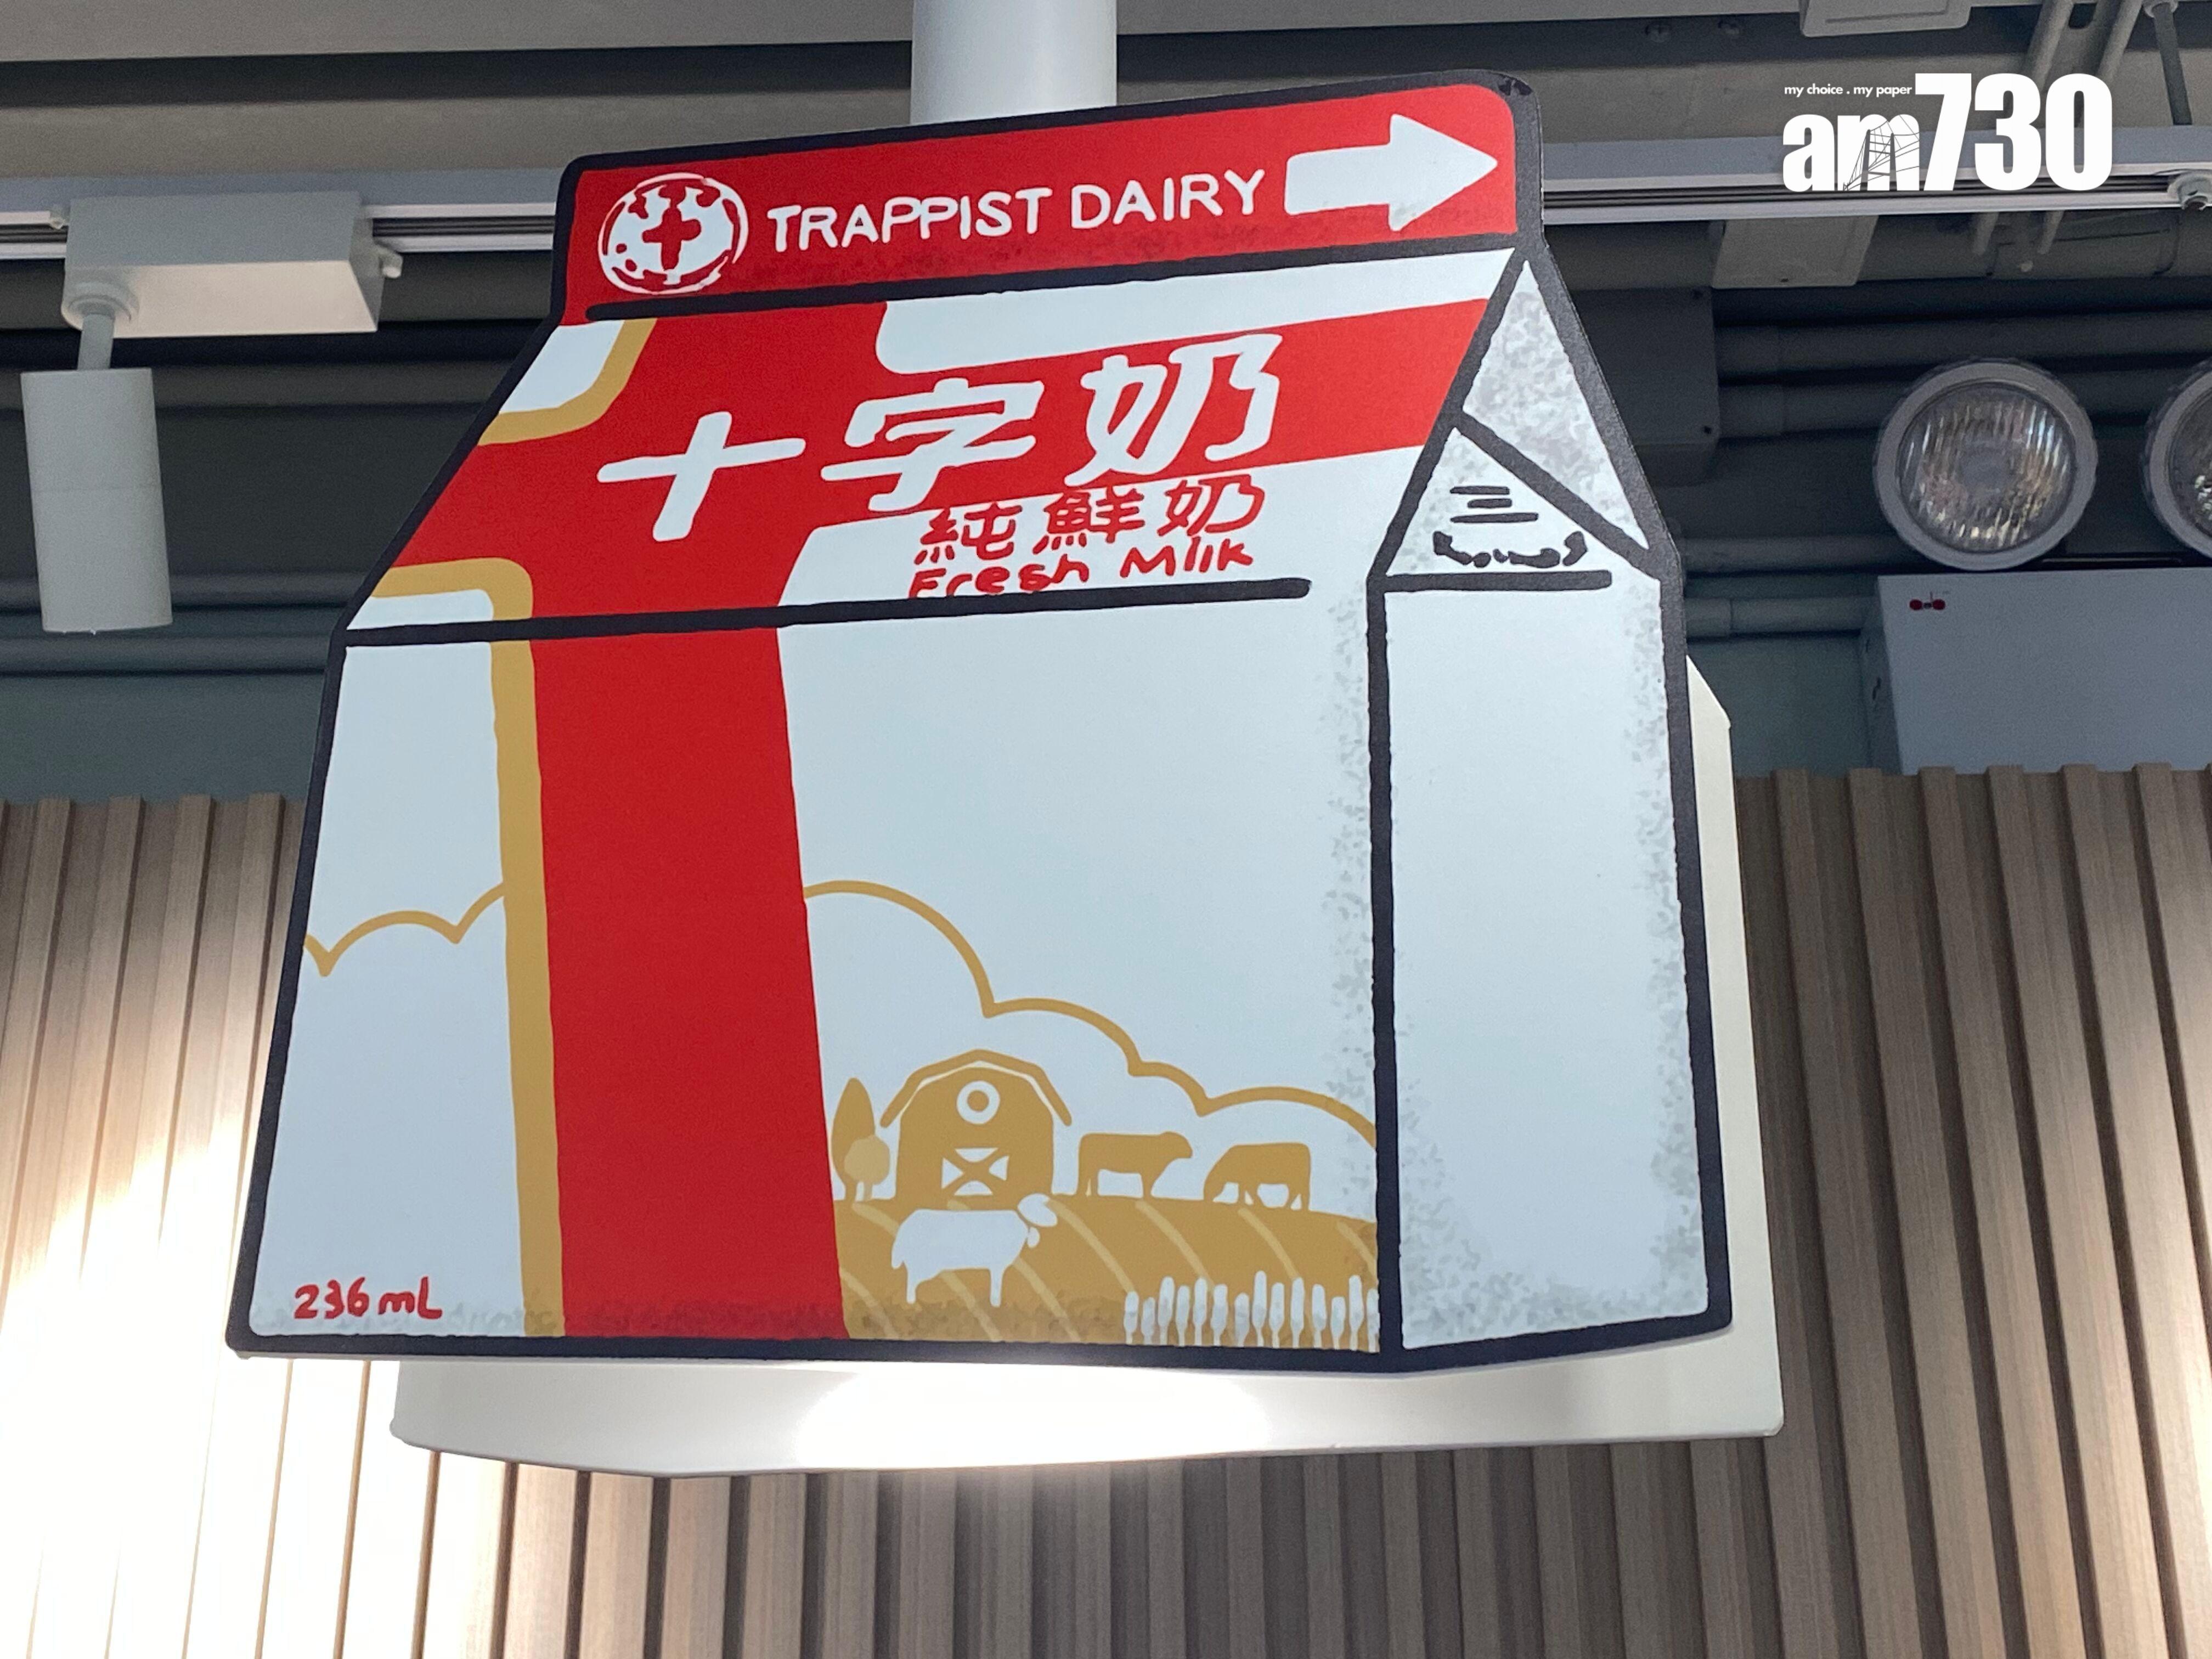 my choice . my paper
am730
TRAPPIST DAIRY
十字奶
純鮮奶
Fresh Milk
236mL